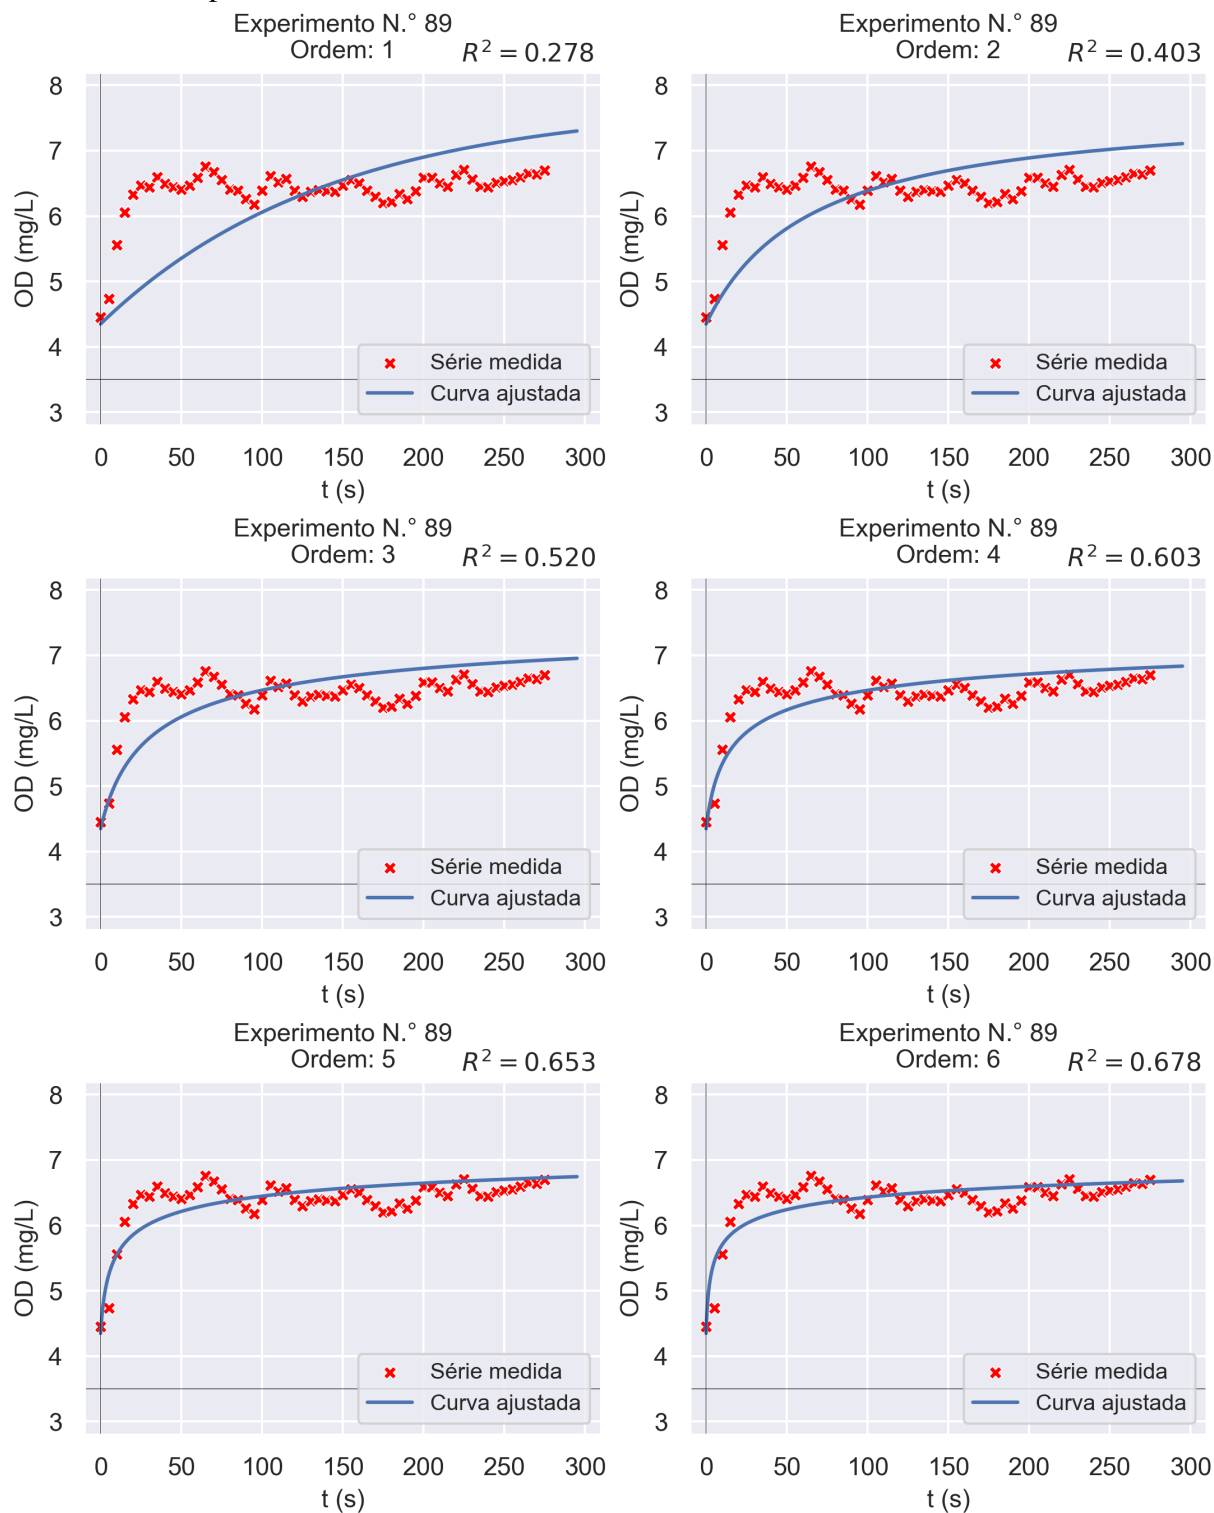 Experimento N.° 89
Ordem: 1 R² = 0.278
8
7
6
5
4
3
OD (mg/L)
Série medida
Curva ajustada
0 50 100 150 200 250 300
t (s)
Experimento N.° 89
Ordem: 2 R² = 0.403
8
7
6
5
4
3
OD (mg/L)
Série medida
Curva ajustada
0 50 100 150 200 250 300
t (s)
Experimento N.° 89
Ordem: 3 R² = 0.520
8
7
6
5
4
3
OD (mg/L)
Série medida
Curva ajustada
0 50 100 150 200 250 300
t (s)
Experimento N.° 89
Ordem: 4 R² = 0.603
8
7
6
5
4
3
OD (mg/L)
Série medida
Curva ajustada
0 50 100 150 200 250 300
t (s)
Experimento N.° 89
Ordem: 5 R² = 0.653
8
7
6
5
4
3
OD (mg/L)
Série medida
Curva ajustada
0 50 100 150 200 250 300
t (s)
Experimento N.° 89
Ordem: 6 R² = 0.678
8
7
6
5
4
3
OD (mg/L)
Série medida
Curva ajustada
0 50 100 150 200 250 300
t (s)